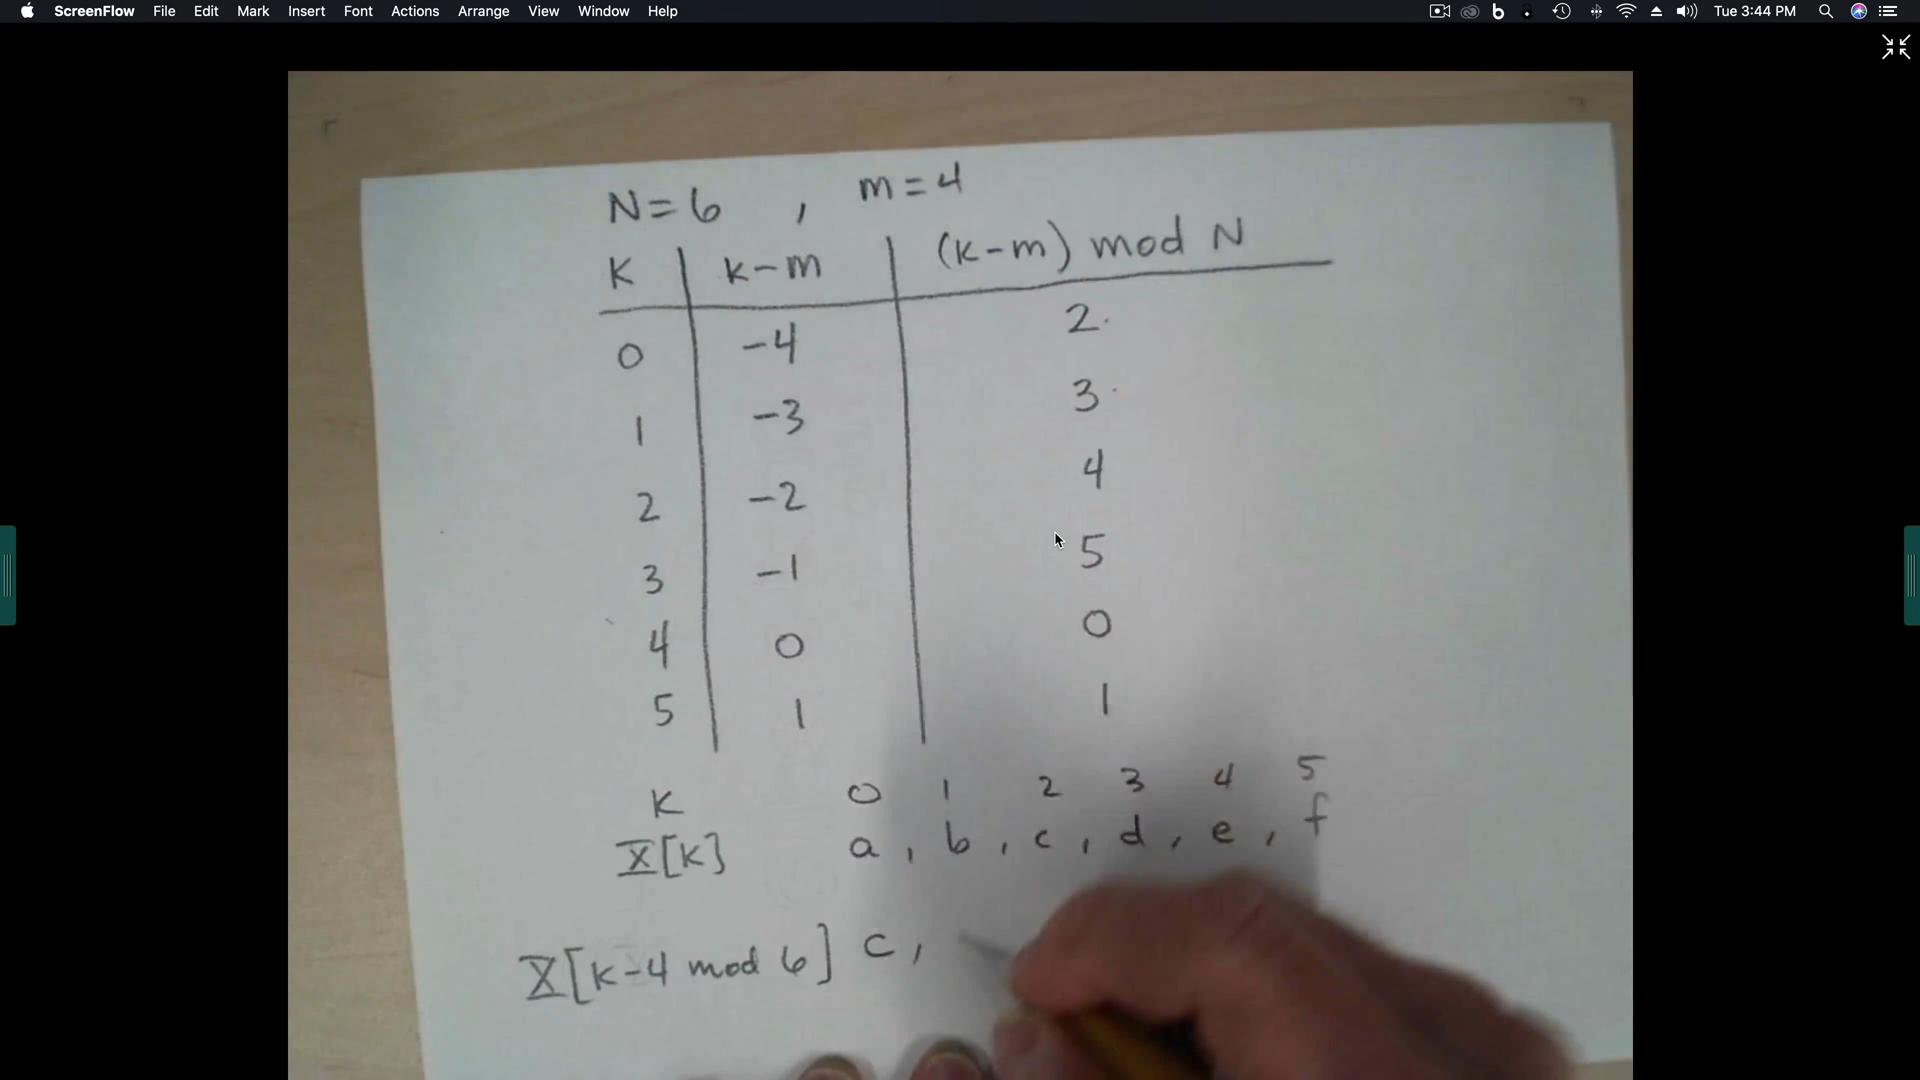 ScreenFlow File Edit Mark Insert Font Actions Arrange View Window Help Tue 3:44 PM
N=6 , m=4
K k-m (k-m) mod N
0 -4 2
1 -3 3
2 -2 4
3 -1 5
4 0 0
5 1 1
K 0 1 2 3 4 5
X[K] a, b, c, d, e, f
X[K-4 mod 6] c,